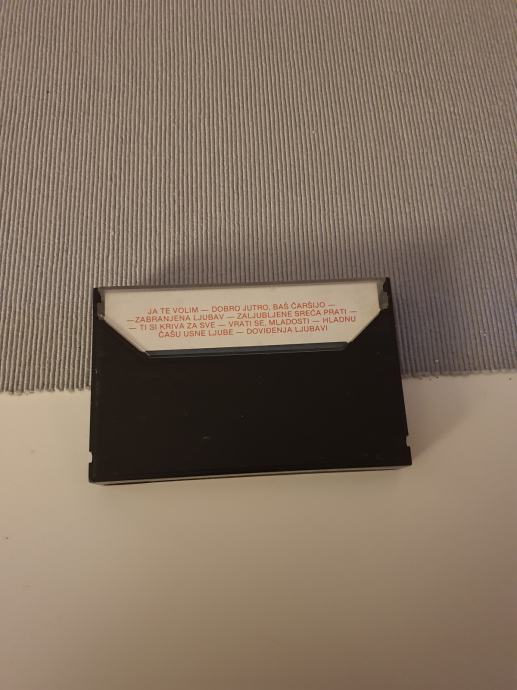 JA TE VOLIM — DOBRO JUTRO, BAŠ ČARŠIJO —
—ZABRANJENA LJUBAV — ZALJUBLJENE SREĆA PRATI —
— TI SI KRIVA ZA SVE — VRATI SE, MLADOSTI — HLADNU
ČAŠU USNE LJUBE — DOVIĐENJA LJUBAVI